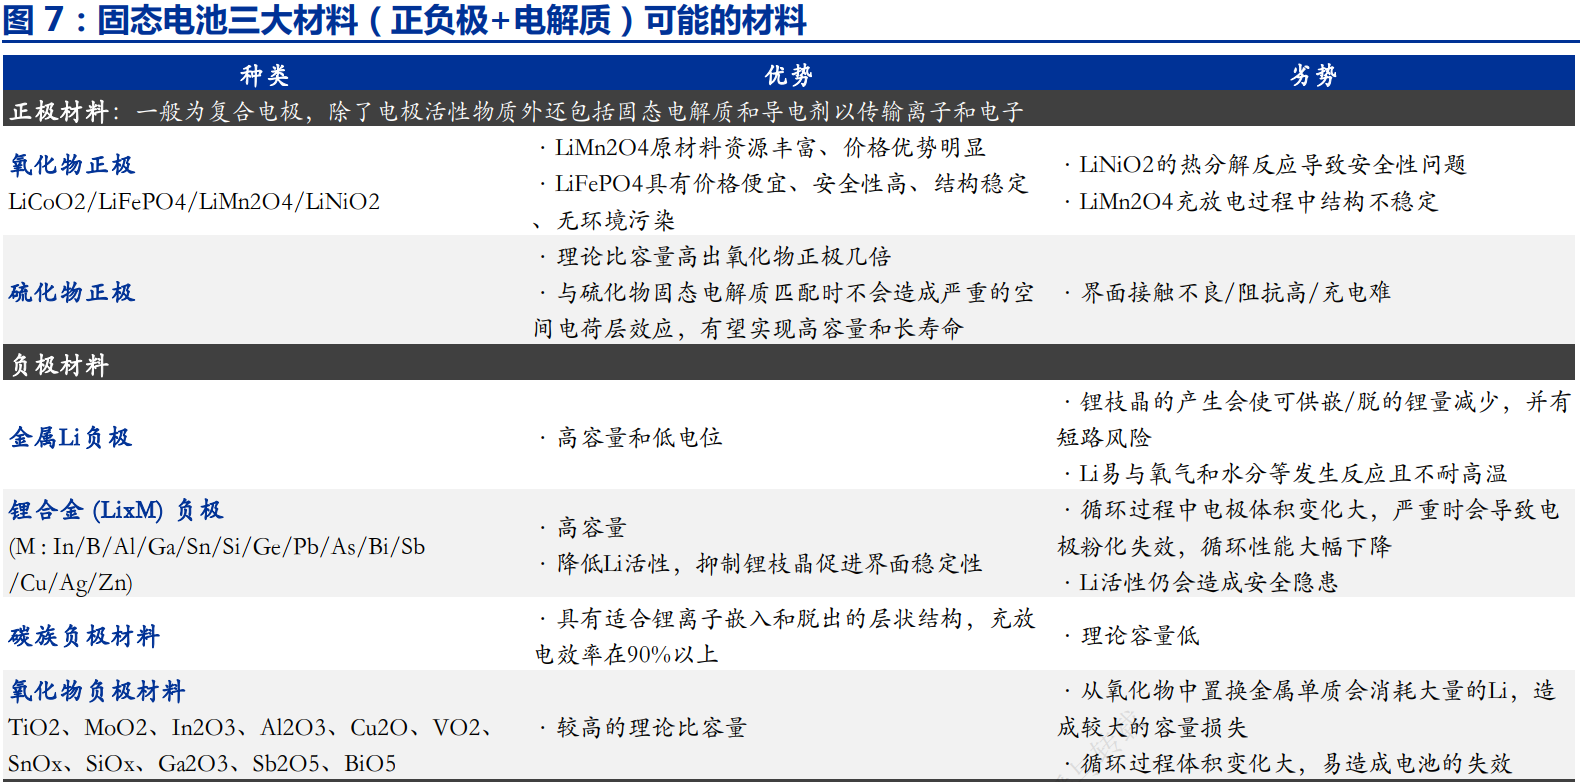 图 7：固态电池三大材料（正负极+电解质）可能的材料
种类 优势 劣势
正极材料：一般为复合电极，除了电极活性物质外还包括固态电解质和导电剂以传输离子和电子
氧化物正极
LiCoO2/LiFePO4/LiMn2O4/LiNiO2
· LiMn2O4原材料资源丰富、价格优势明显
· LiFePO4具有价格便宜、安全性高、结构稳定
、无环境污染
· LiNiO2的热分解反应导致安全性问题
· LiMn2O4充放电过程中结构不稳定
硫化物正极
· 理论比容量高出氧化物正极几倍
· 与硫化物固态电解质匹配时不会造成严重的空
间电荷层效应，有望实现高容量和长寿命
· 界面接触不良/阻抗高/充电难
负极材料
金属Li负极
· 高容量和低电位
· 锂枝晶的产生会使可供嵌/脱的锂量减少，并有
短路风险
· Li易与氧气和水分等发生反应且不耐高温
锂合金 (LixM) 负极
(M : In/B/Al/Ga/Sn/Si/Ge/Pb/As/Bi/Sb
/Cu/Ag/Zn)
· 高容量
· 降低Li活性，抑制锂枝晶促进界面稳定性
· 循环过程中电极体积变化大，严重时会导致电
极粉化失效，循环性能大幅下降
· Li活性仍会造成安全隐患
碳族负极材料
· 具有适合锂离子嵌入和脱出的层状结构，充放
电效率在90%以上
· 理论容量低
氧化物负极材料
TiO2、MoO2、In2O3、Al2O3、Cu2O、VO2、
SnOx、SiOx、Ga2O3、Sb2O5、BiO5
· 较高的理论比容量
· 从氧化物中置换金属单质会消耗大量的Li，造
成较大的容量损失
· 循环过程体积变化大，易造成电池的失效